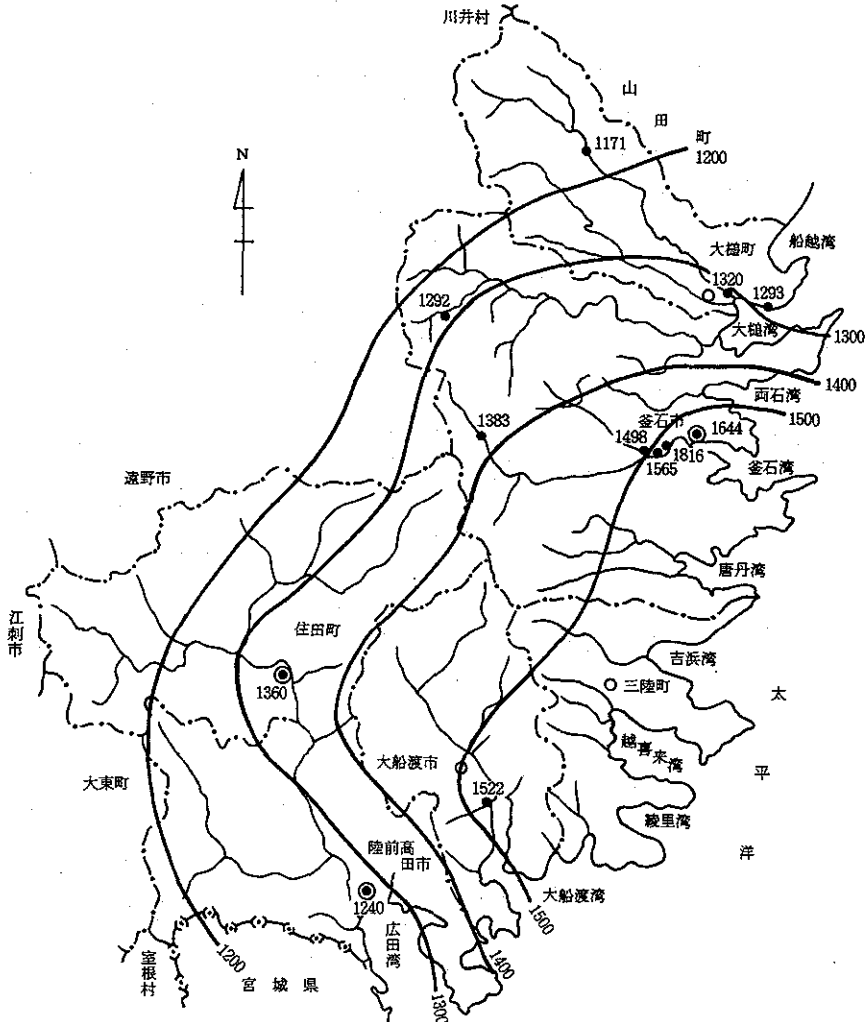 川井村
山田町
N
1171
1200
大槌町
船越湾
1320
1293
1292
大槌湾
1300
1400
両石湾
1500
1383
釜石市
1644
1498
1816
1565
釜石湾
遠野市
唐丹湾
江刺市
住田町
吉浜湾
1360
三陸町
太平洋
越喜来湾
大船渡市
大東町
1522
綾里湾
陸前高田市
大船渡湾
1240
広田湾
1500
1200
1400
室根村
宮城県
1300